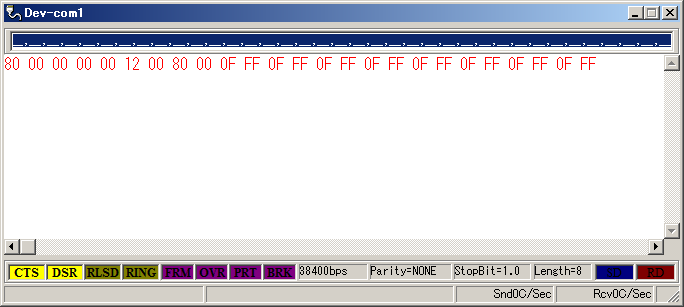 Dev-com1
80 00 00 00 00 12 00 80 00 0F FF 0F FF 0F FF 0F FF 0F FF 0F FF 0F FF 0F FF
CTS DSR RLSD RING FRM OVR PRT BRK 38400bps Parity=NONE StopBit=1.0 Length=8 SD RD
Snd0C/Sec Rcv0C/Sec